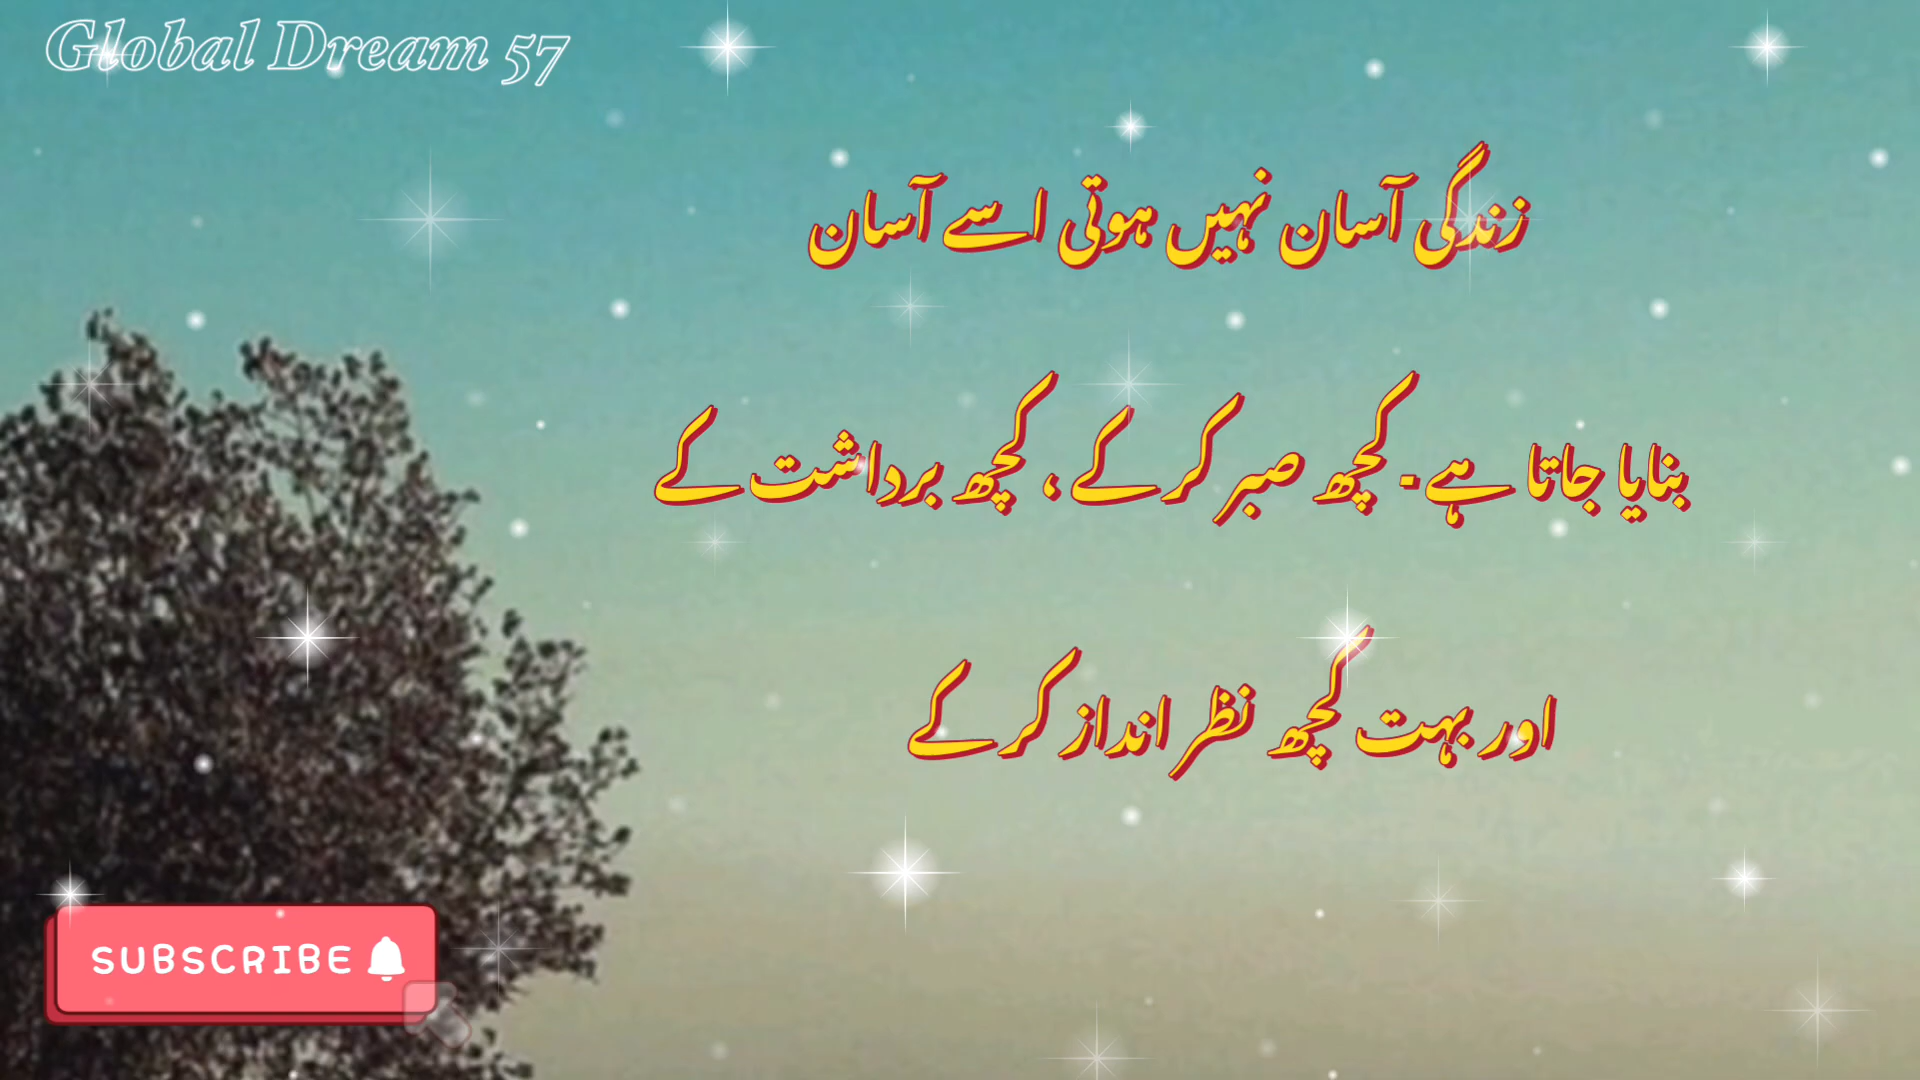 Global Dream 57
زندگی آسان نہیں ہوتی اسے آسان
بنایا جاتا ہے۔ کچھ صبر کر کے ، کچھ برداشت کے
اور بہت کچھ نظر انداز کر کے
SUBSCRIBE